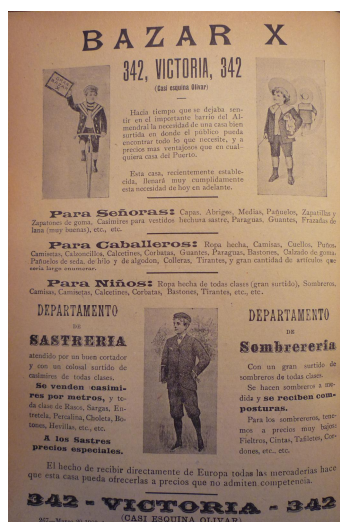 BAZAR X
342, VICTORIA, 342
(Casi esquina Olivar)
Hacía tiempo que se dejaba sen-
tir en el importante barrio del Al-
mendral la necesidad de una casa bien
surtida en donde el público pueda
encontrar todo lo que necesite, y a
precios mas ventajosos que en cual-
quiera casa del Puerto.
Esta casa, recientemente estable-
cida, llenará muy cumplidamente
esta necesidad de hoy en adelante.
Para Señoras: Capas, Abrigos, Medias, Pañuelos, Zapatillas y
Zapatones de goma, Casimires para vestidos hechura sastre, Paraguas, Guantes, Frazadas de
lana (muy buenas), etc., etc.
Para Caballeros: Ropa hecha, Camisas, Cuellos, Puños,
Camisetas, Calzoncillos, Calcetines, Corbatas, Guantes, Paraguas, Bastones, Calzado de goma,
Pañuelos de seda, de hilo y de algodon, Colleras, Tirantes, y gran cantidad de artículos que
sería largo enumerar.
Para Niños: Ropa hecha de todas clases (gran surtido), Sombreros,
Camisas, Camisetas, Calcetines, Corbatas, Bastones, Tirantes, etc., etc.
DEPARTAMENTO
DE
SASTRERIA
atendido por un buen cortador
y con un colosal surtido de
casimires de todas clases.
Se venden casimi-
res por metros, y to-
da clase de Rasos, Sargas, En-
tretela, Percalina, Choleta, Bo-
tones, Hevillas, etc., etc.
A los Sastres
precios especiales.
DEPARTAMENTO
DE
Sombrereria
Con un gran surtido de
sombreros de todas clases.
Se hacen sombreros a me-
dida y se reciben com-
posturas.
Para los sombreros, tene-
mos a precios muy bajos:
Fieltros, Cintas, Tafiletes, Cor-
dones, etc., etc.
El hecho de recibir directamente de Europa todas las mercaderías hace
que esta casa pueda ofrecerlas a precios que no admiten competencia.
342 - VICTORIA - 342
(CASI ESQUINA OLIVAR)